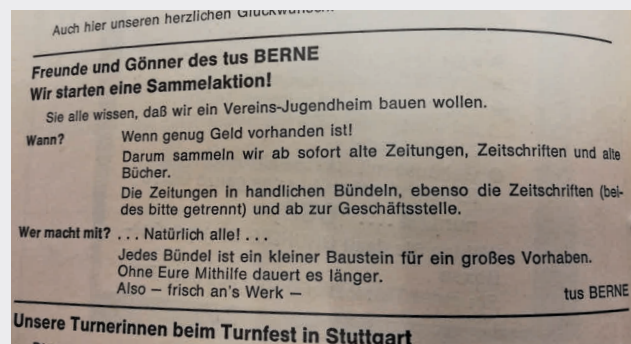 Auch hier unseren herzlichen Glückwunsch
Freunde und Gönner des tus BERNE
Wir starten eine Sammelaktion!
Sie alle wissen, daß wir ein Vereins-Jugendheim bauen wollen.
Wann? Wenn genug Geld vorhanden ist!
Darum sammeln wir ab sofort alte Zeitungen, Zeitschriften und alte
Bücher.
Die Zeitungen in handlichen Bündeln, ebenso die Zeitschriften (bei-
des bitte getrennt) und ab zur Geschäftsstelle.
Wer macht mit? . . . Natürlich alle! . . .
Jedes Bündel ist ein kleiner Baustein für ein großes Vorhaben.
Ohne Eure Mithilfe dauert es länger.
Also — frisch an's Werk — tus BERNE
Unsere Turnerinnen beim Turnfest in Stuttgart